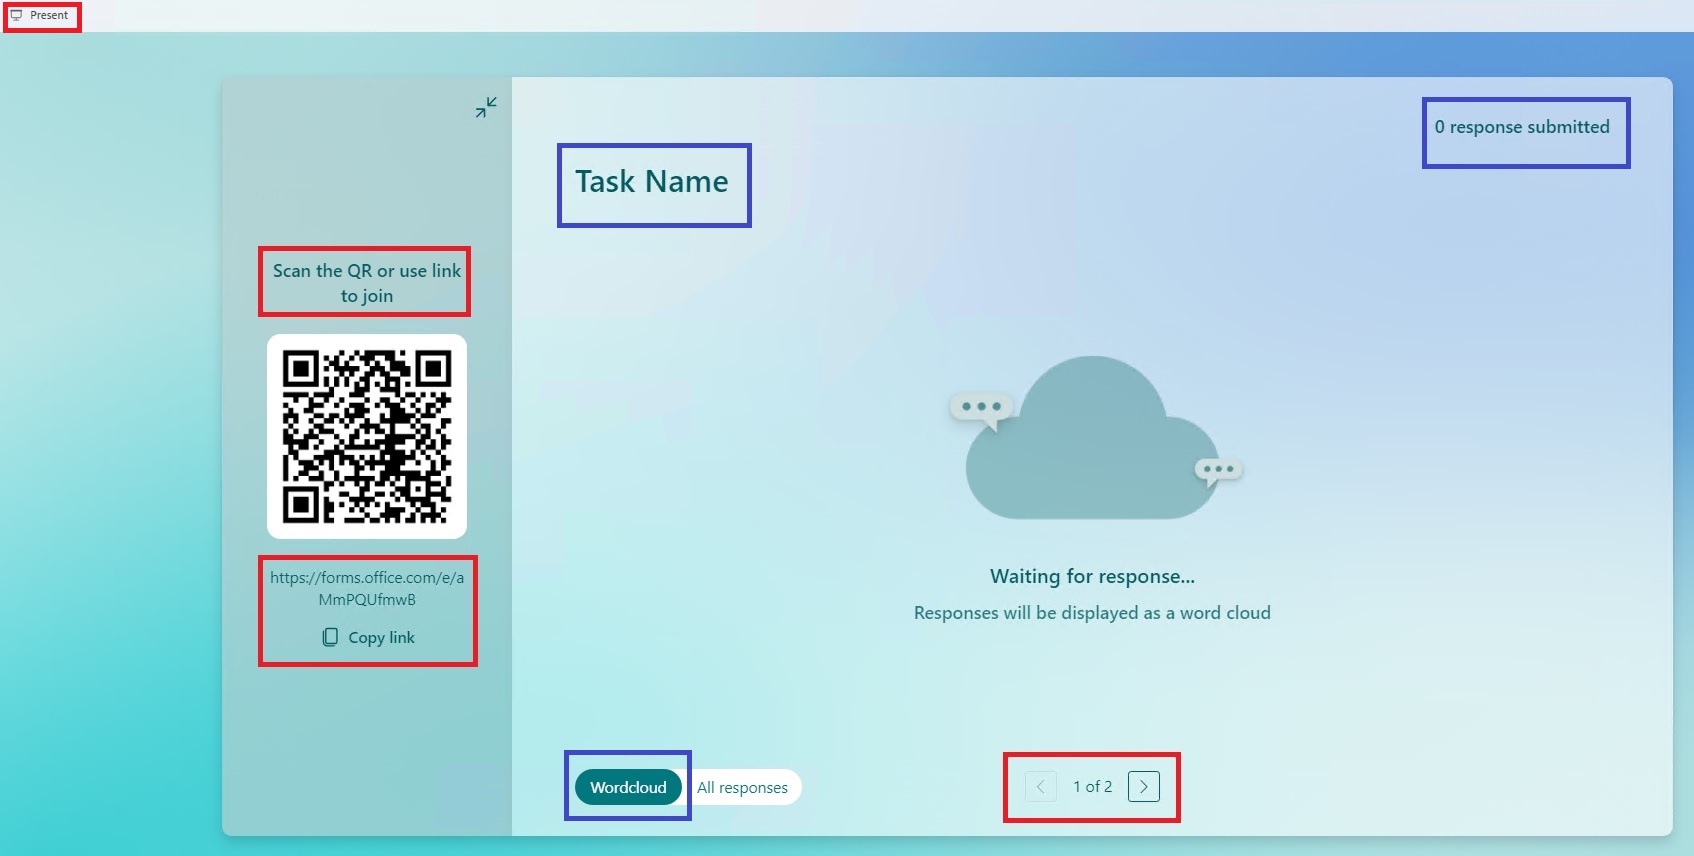 Present
0 response submitted
Task Name
Scan the QR or use link
to join
https://forms.office.com/e/a
MmPQUfmwB
Copy link
Waiting for response...
Responses will be displayed as a word cloud
Wordcloud
All responses
1 of 2